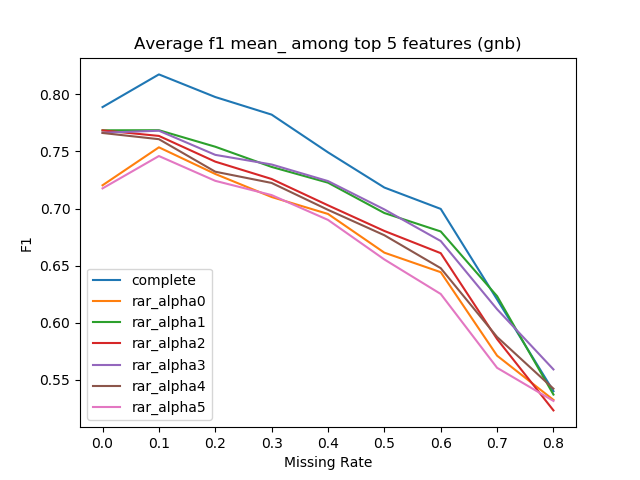 Average f1 mean_ among top 5 features (gnb)
F1
0.80
0.75
0.70
0.65
0.60
0.55
complete
rar_alpha0
rar_alpha1
rar_alpha2
rar_alpha3
rar_alpha4
rar_alpha5
0.0 0.1 0.2 0.3 0.4 0.5 0.6 0.7 0.8
Missing Rate